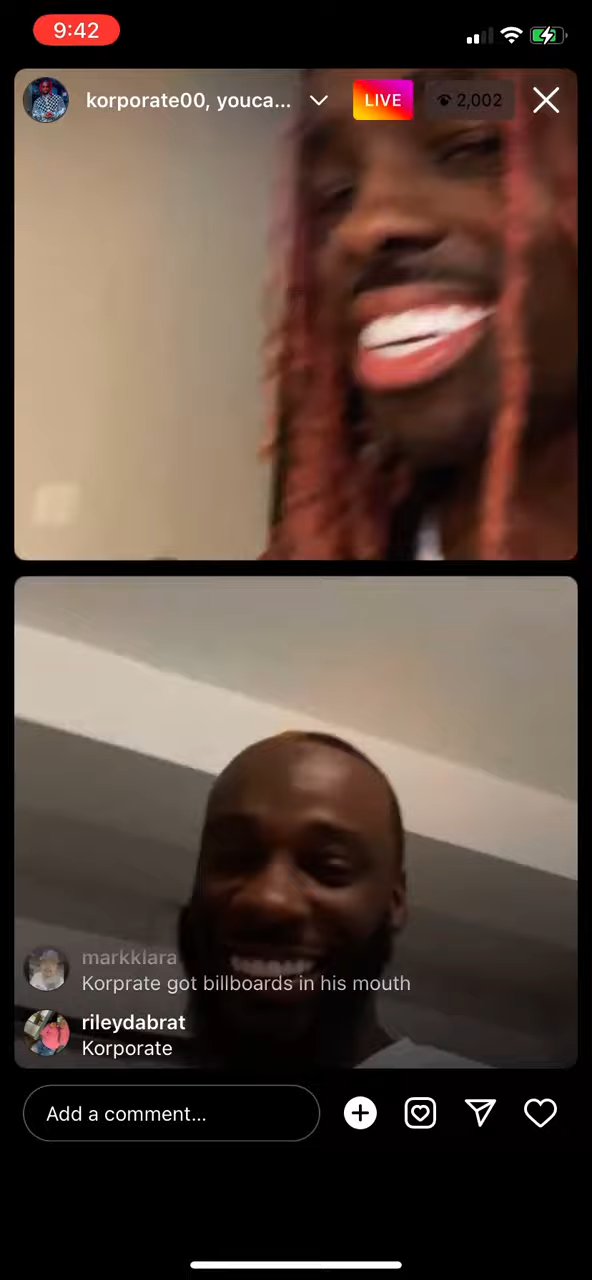 9:42
korporate00, youca...
LIVE
2,002
markklara
Korprate got billboards in his mouth
rileydabrat
Korporate
Add a comment...